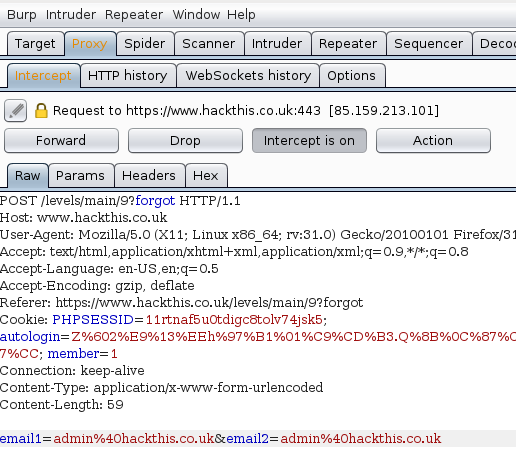 Burp Intruder Repeater Window Help
Target Proxy Spider Scanner Intruder Repeater Sequencer
Intercept HTTP history WebSockets history Options
Request to https://www.hackthis.co.uk:443 [85.159.213.101]
Forward Drop Intercept is on Action
Raw Params Headers Hex
POST /levels/main/9?forgot HTTP/1.1
Host: www.hackthis.co.uk
User-Agent: Mozilla/5.0 (X11; Linux x86_64; rv:31.0) Gecko/20100101 Firefox/31
Accept: text/html,application/xhtml+xml,application/xml;q=0.9,*/*;q=0.8
Accept-Language: en-US,en;q=0.5
Accept-Encoding: gzip, deflate
Referer: https://www.hackthis.co.uk/levels/main/9?forgot
Cookie: PHPSESSID=11rtnaf5u0tdigc8tolv74jsk5;
autologin=Z%602%E9%13%EEh%97%B1%01%C9%CD%B3.Q%8B%0C%87%C
7%CC; member=1
Connection: keep-alive
Content-Type: application/x-www-form-urlencoded
Content-Length: 59
email1=admin%40hackthis.co.uk&email2=admin%40hackthis.co.uk